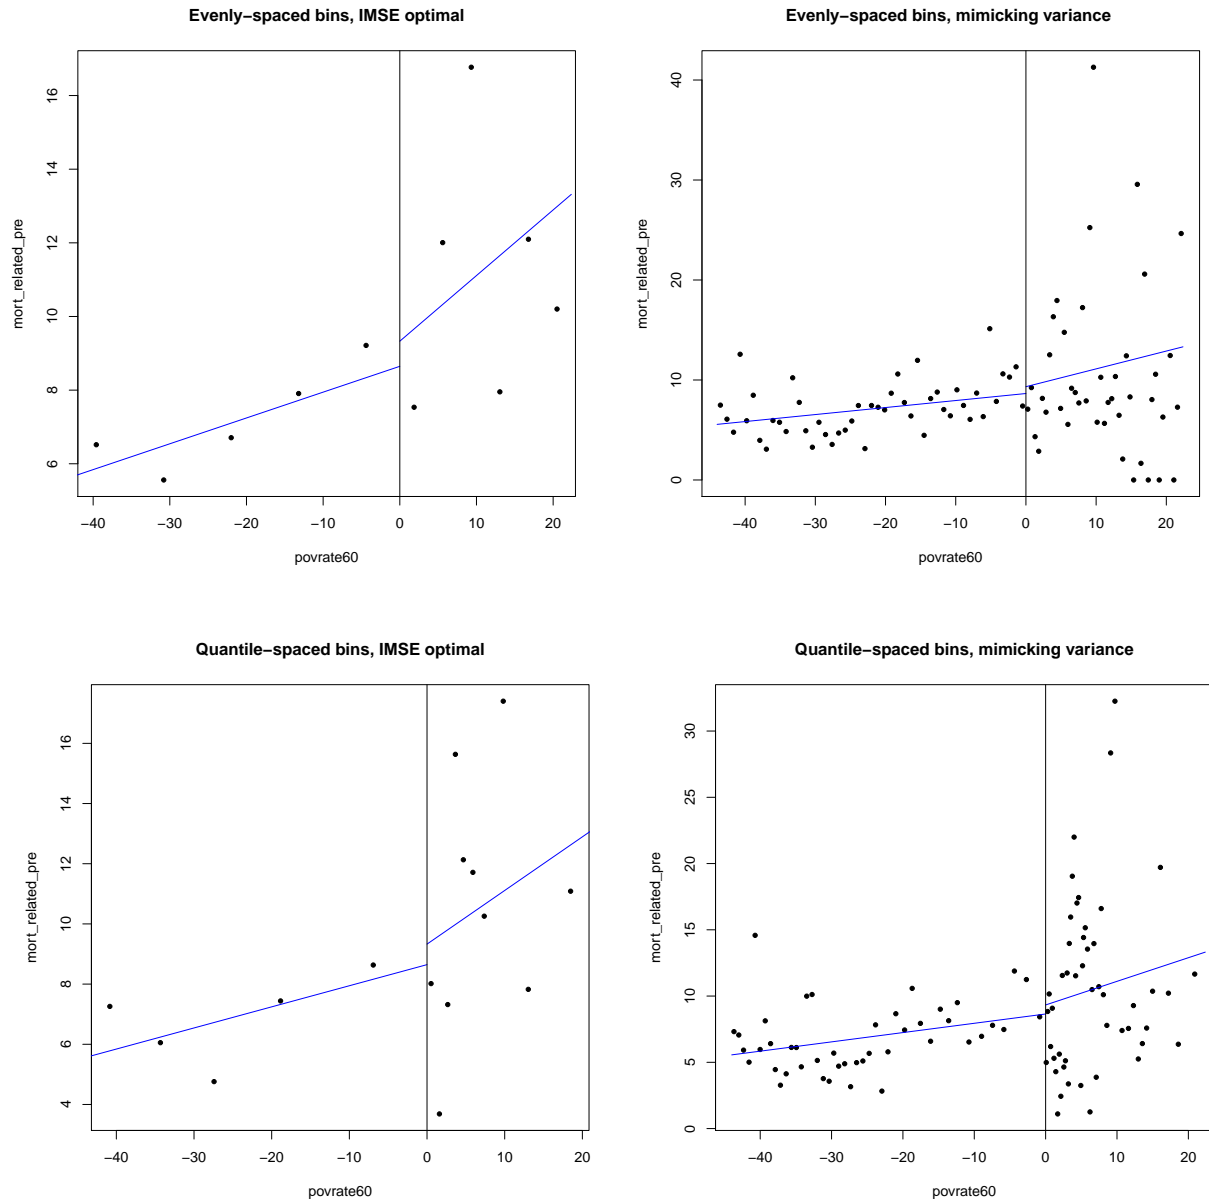 Evenly−spaced bins, IMSE optimal
mort_related_pre
16
14
12
10
8
6
−40 −30 −20 −10 0 10 20
povrate60
Evenly−spaced bins, mimicking variance
mort_related_pre
40
30
20
10
0
−40 −30 −20 −10 0 10 20
povrate60
Quantile−spaced bins, IMSE optimal
mort_related_pre
16
14
12
10
8
6
4
−40 −30 −20 −10 0 10 20
povrate60
Quantile−spaced bins, mimicking variance
mort_related_pre
30
25
20
15
10
5
0
−40 −30 −20 −10 0 10 20
povrate60